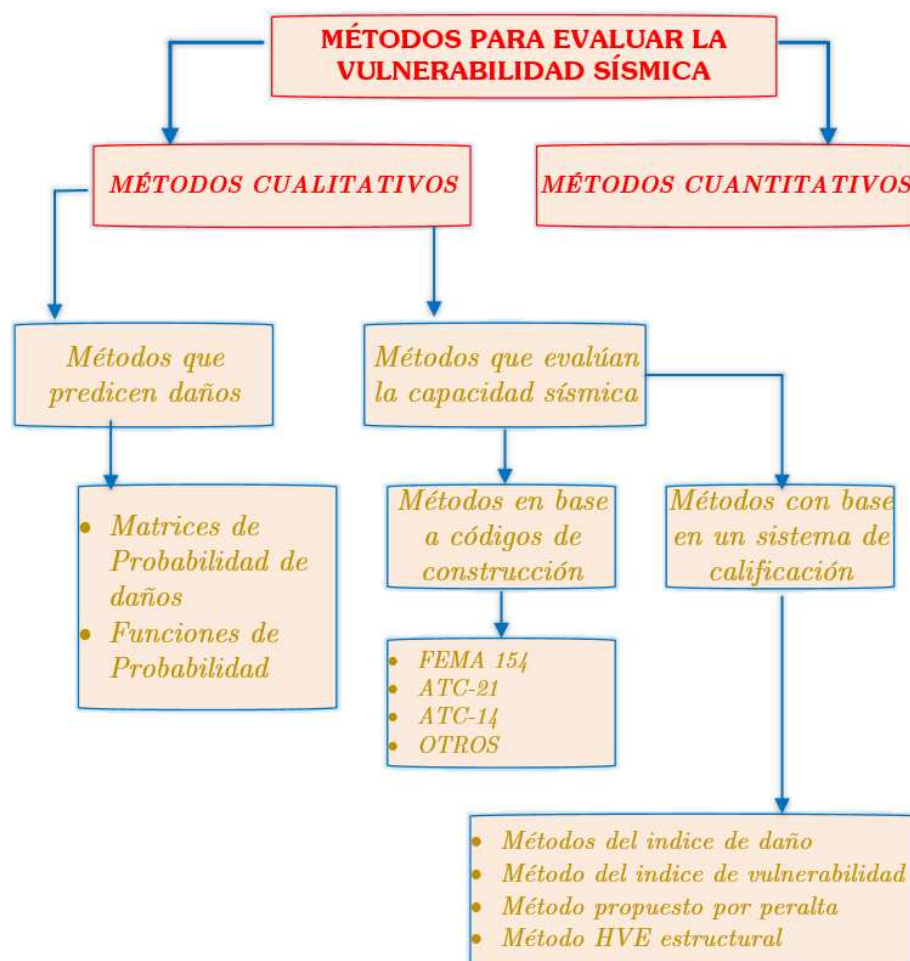 MÉTODOS PARA EVALUAR LA
VULNERABILIDAD SÍSMICA
MÉTODOS CUALITATIVOS
MÉTODOS CUANTITATIVOS
Métodos que
predicen daños
Métodos que evalúan
la capacidad sísmica
• Matrices de
Probabilidad de
daños
• Funciones de
Probabilidad
Métodos en base
a códigos de
construcción
Métodos con base
en un sistema de
calificación
• FEMA 154
• ATC-21
• ATC-14
• OTROS
• Métodos del indice de daño
• Método del indice de vulnerabilidad
• Método propuesto por peralta
• Método HVE estructural